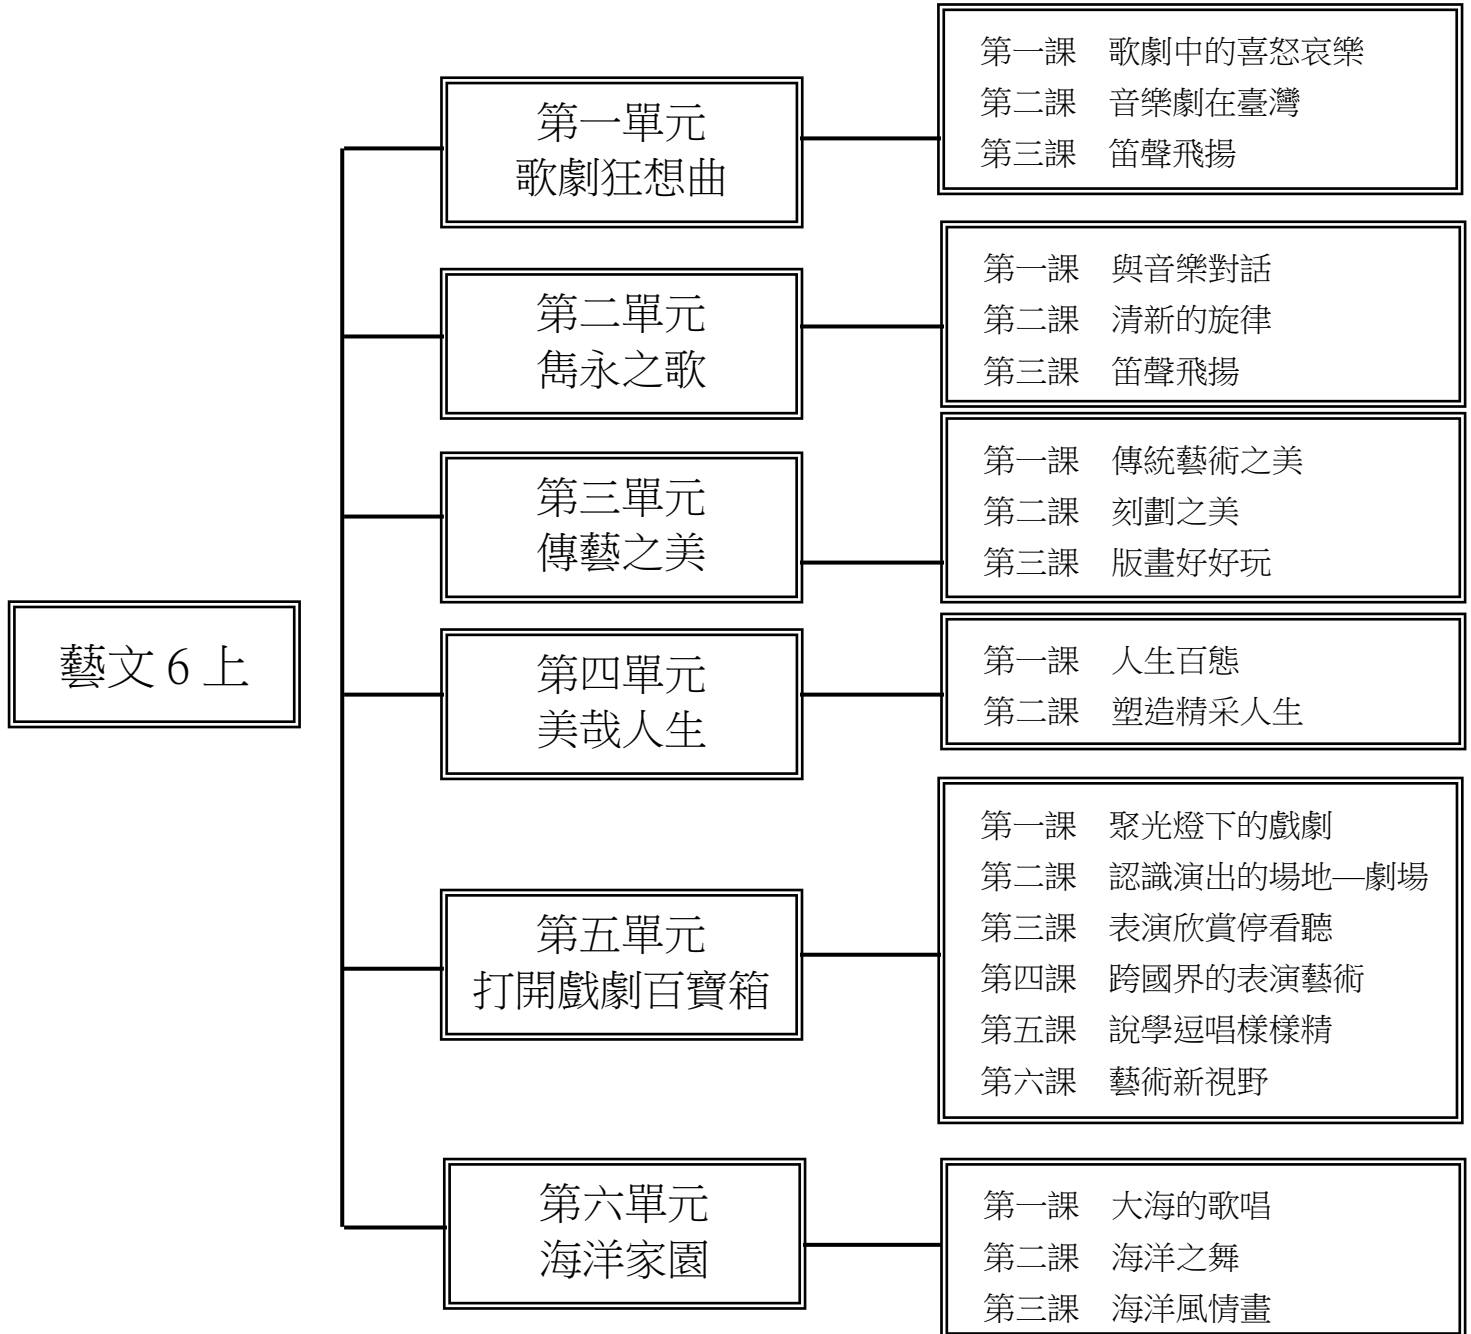 藝文 6 上
第一單元
歌劇狂想曲
第一課 歌劇中的喜怒哀樂
第二課 音樂劇在臺灣
第三課 笛聲飛揚
第二單元
雋永之歌
第一課 與音樂對話
第二課 清新的旋律
第三課 笛聲飛揚
第三單元
傳藝之美
第一課 傳統藝術之美
第二課 刻劃之美
第三課 版畫好好玩
第四單元
美哉人生
第一課 人生百態
第二課 塑造精采人生
第五單元
打開戲劇百寶箱
第一課 聚光燈下的戲劇
第二課 認識演出的場地—劇場
第三課 表演欣賞停看聽
第四課 跨國界的表演藝術
第五課 說學逗唱樣樣精
第六課 藝術新視野
第六單元
海洋家園
第一課 大海的歌唱
第二課 海洋之舞
第三課 海洋風情畫